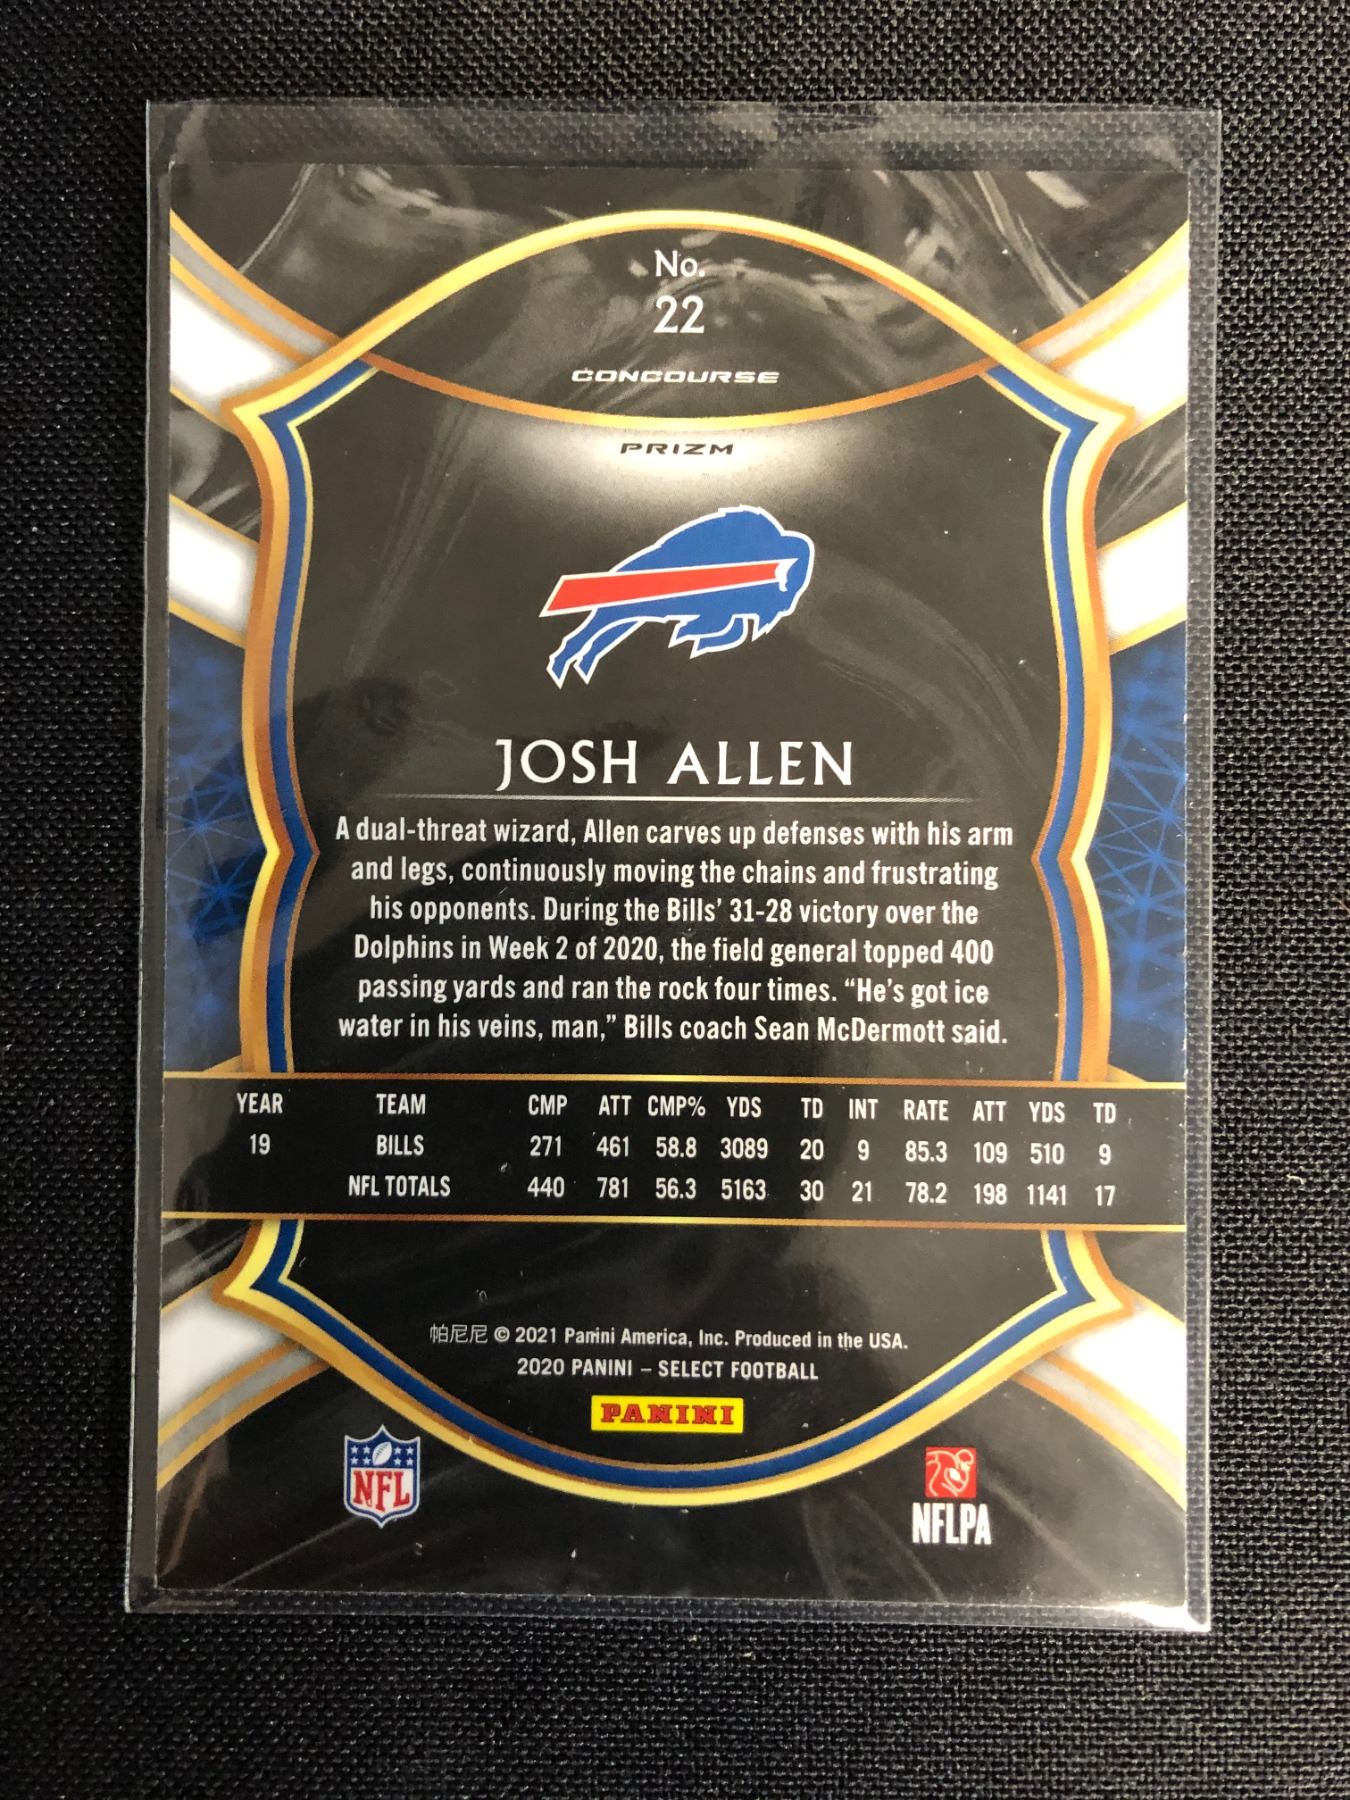 No.
22
CONCOURSE
PRIZM
JOSH ALLEN
A dual-threat wizard, Allen carves up defenses with his arm
and legs, continuously moving the chains and frustrating
his opponents. During the Bills' 31-28 victory over the
Dolphins in Week 2 of 2020, the field general topped 400
passing yards and ran the rock four times. “He's got ice
water in his veins, man,” Bills coach Sean McDermott said.
YEAR TEAM CMP ATT CMP% YDS TD INT RATE ATT YDS TD
19 BILLS 271 461 58.8 3089 20 9 85.3 109 510 9
NFL TOTALS 440 781 56.3 5163 30 21 78.2 198 1141 17
帕尼尼 © 2021 Panini America, Inc. Produced in the USA.
2020 PANINI – SELECT FOOTBALL
PANINI
NFL
NFLPA